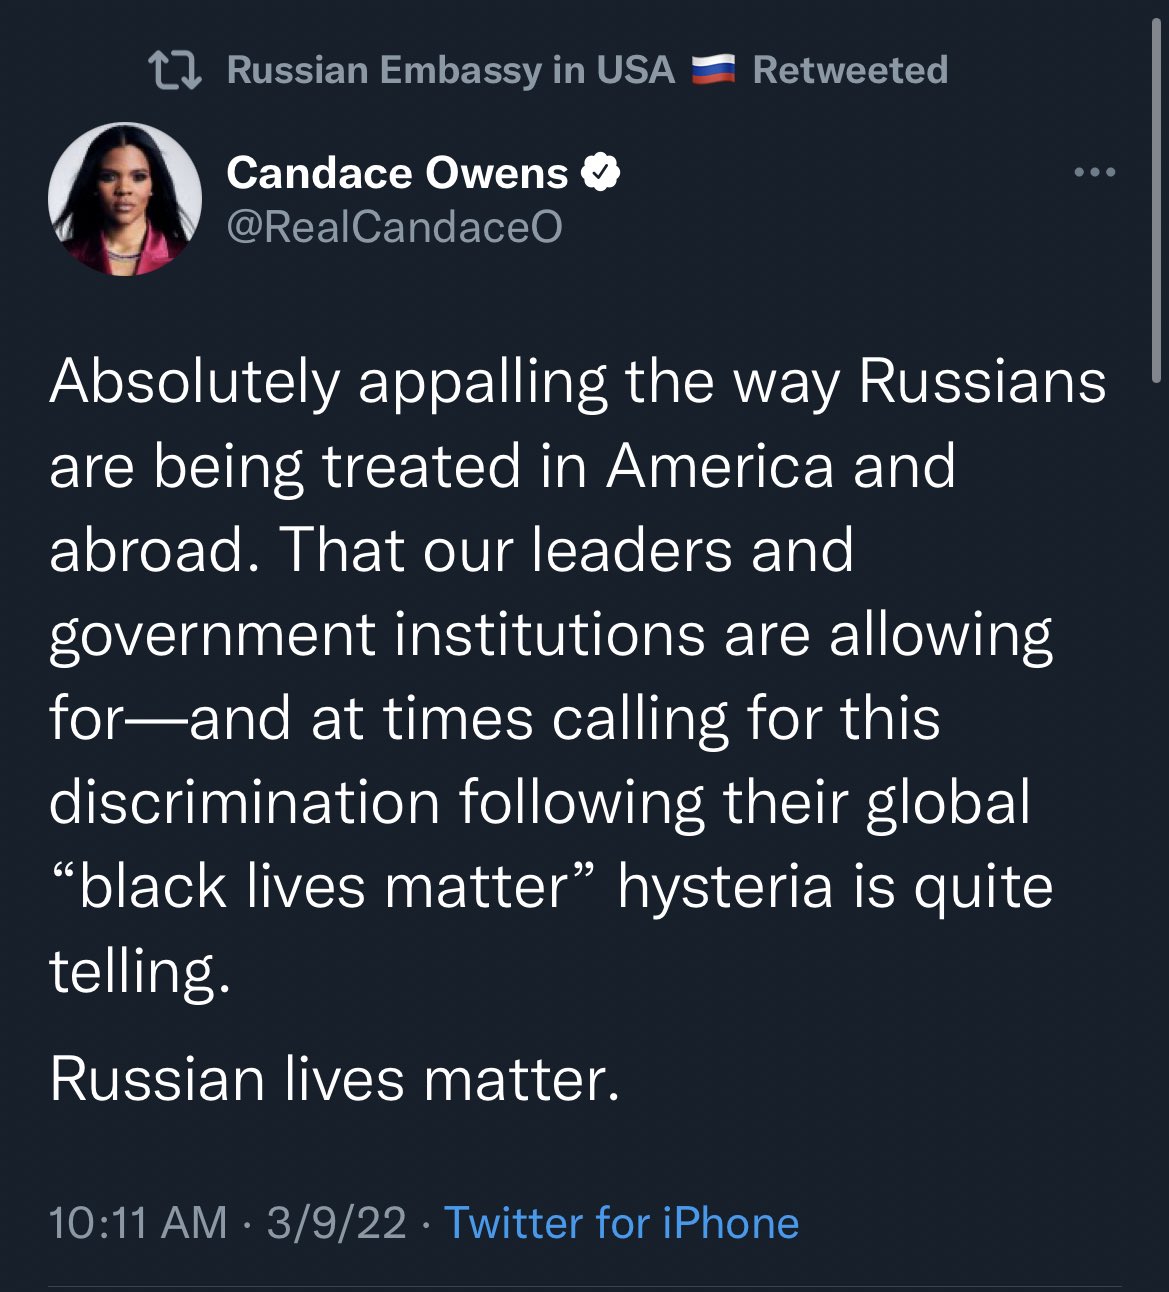 Russian Embassy in USA 🇷🇺 Retweeted
Candace Owens
@RealCandaceO
Absolutely appalling the way Russians
are being treated in America and
abroad. That our leaders and
government institutions are allowing
for—and at times calling for this
discrimination following their global
“black lives matter” hysteria is quite
telling.
Russian lives matter.
10:11 AM · 3/9/22 · Twitter for iPhone